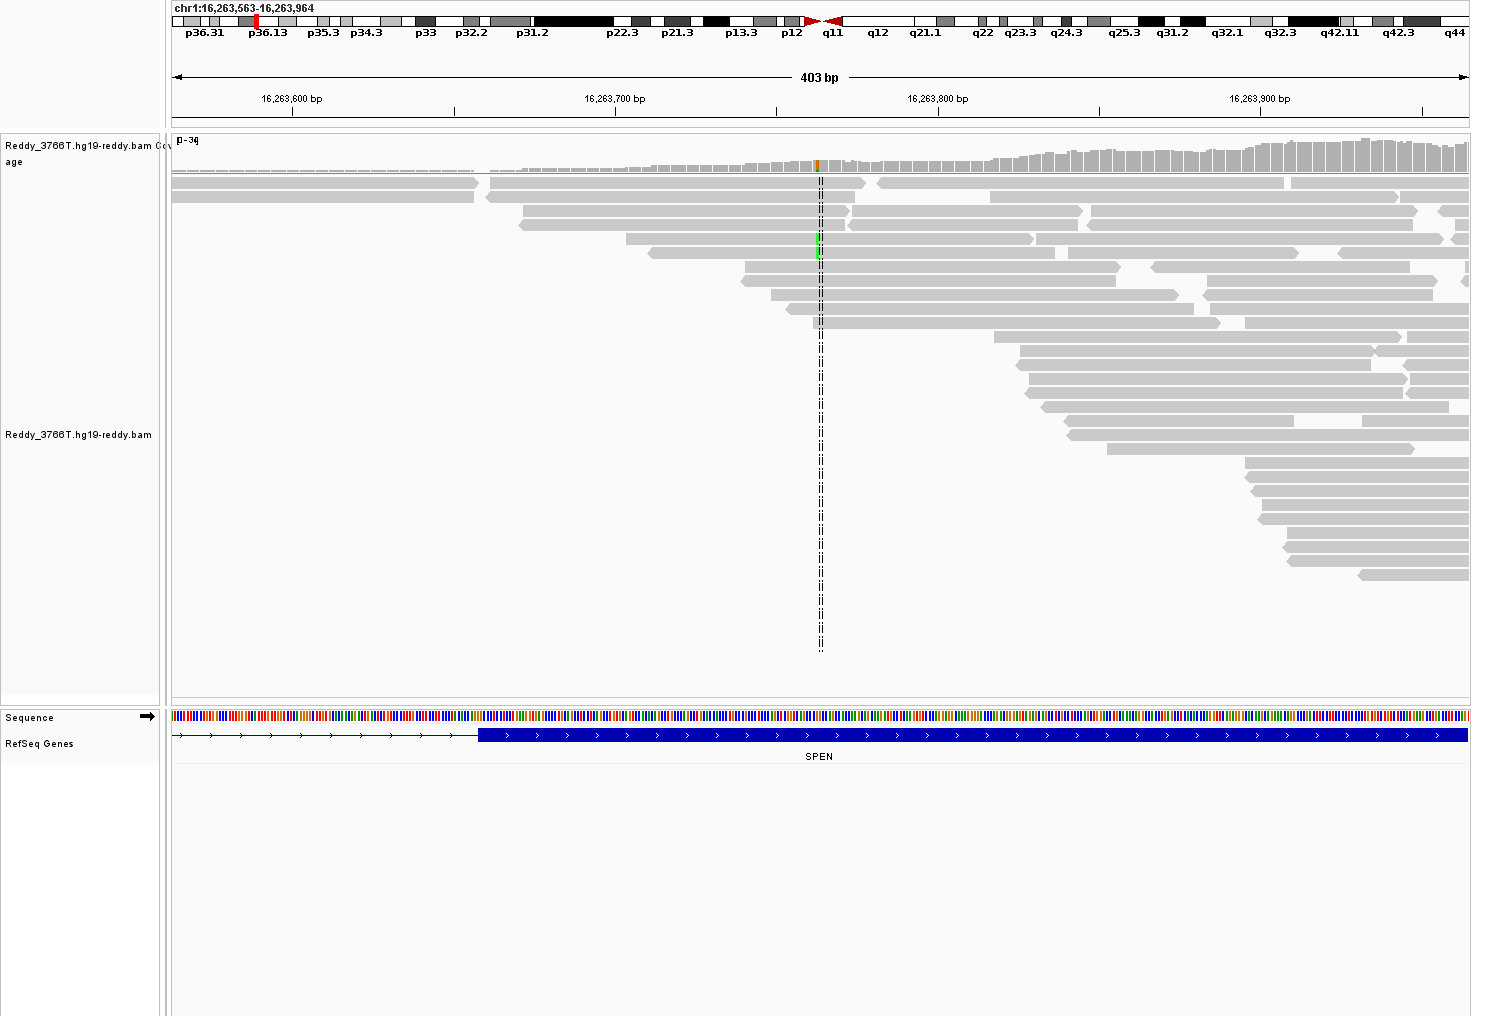 chr1:16,263,563-16,263,964
p36.31 p36.13 p35.3 p34.3 p33 p32.2 p31.2 p22.3 p21.3 p13.3 p12 q11 q12 q21.1 q22 q23.3 q24.3 q25.3 q31.2 q32.1 q32.3 q42.11 q42.3 q44
403 bp
16,263,600 bp 16,263,700 bp 16,263,800 bp 16,263,900 bp
Reddy_3766T.hg19-reddy.bam Cov
age
[0-34]
Reddy_3766T.hg19-reddy.bam
Sequence
RefSeq Genes
SPEN